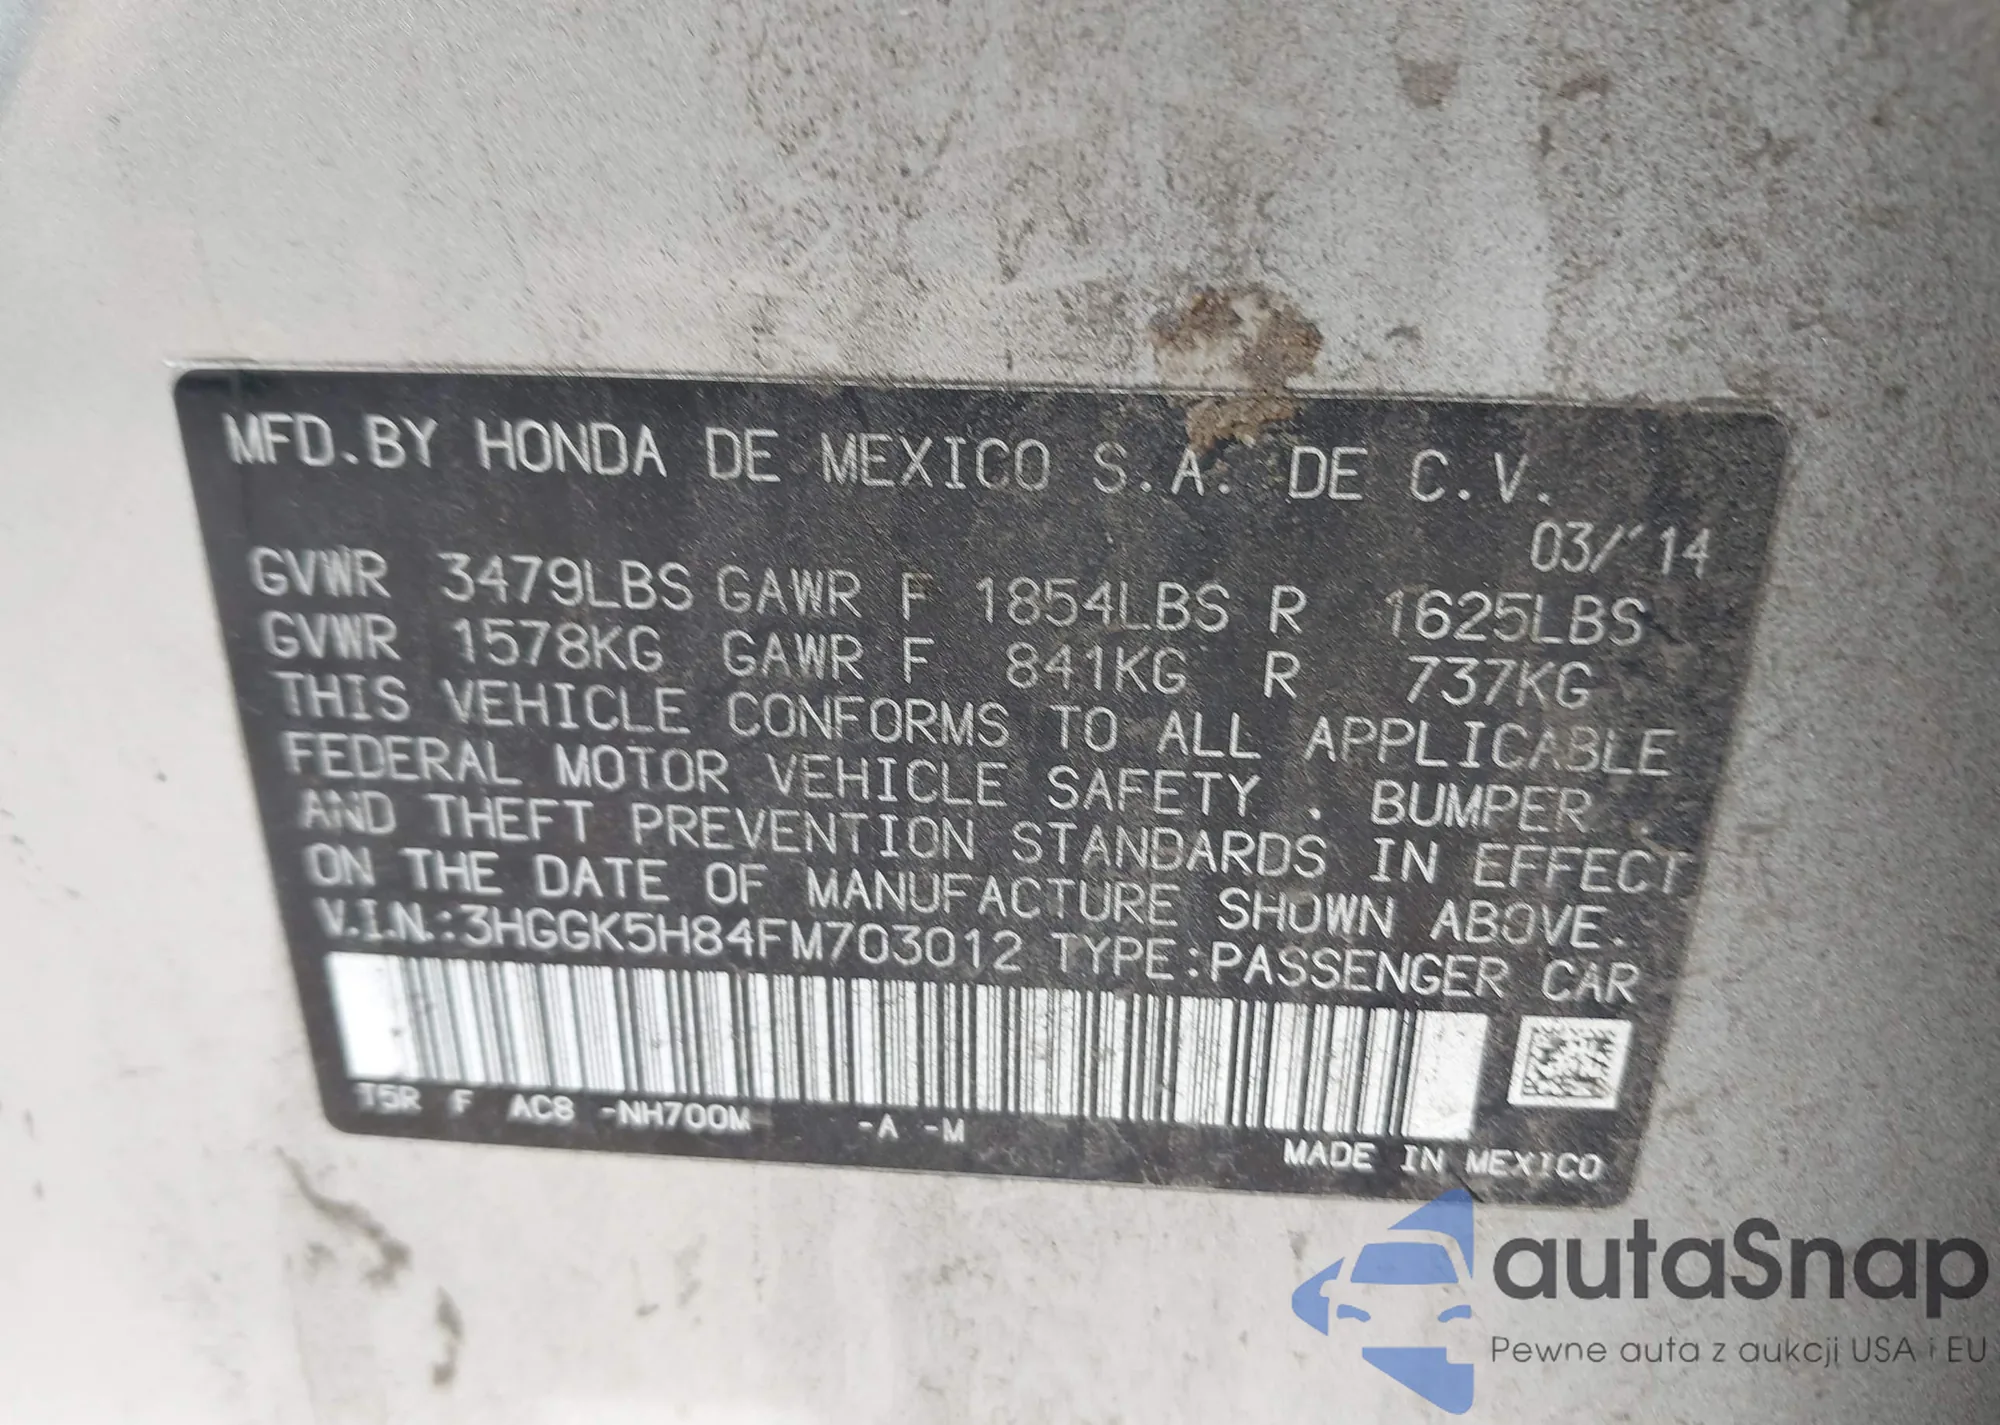 MFD.BY HONDA DE MEXICO S.A. DE C.V.
03/'14
GVWR 3479LBS GAWR F 1854LBS R 1625LBS
GVWR 1578KG GAWR F 841KG R 737KG
THIS VEHICLE CONFORMS TO ALL APPLICABLE
FEDERAL MOTOR VEHICLE SAFETY , BUMPER ,
AND THEFT PREVENTION STANDARDS IN EFFECT
ON THE DATE OF MANUFACTURE SHOWN ABOVE.
V.I.N.:3HGGK5H84FM703012 TYPE:PASSENGER CAR
T5R F AC8 -NH700M -A -M
MADE IN MEXICO
autaSnap
Pewne auta z aukcji USA i EU